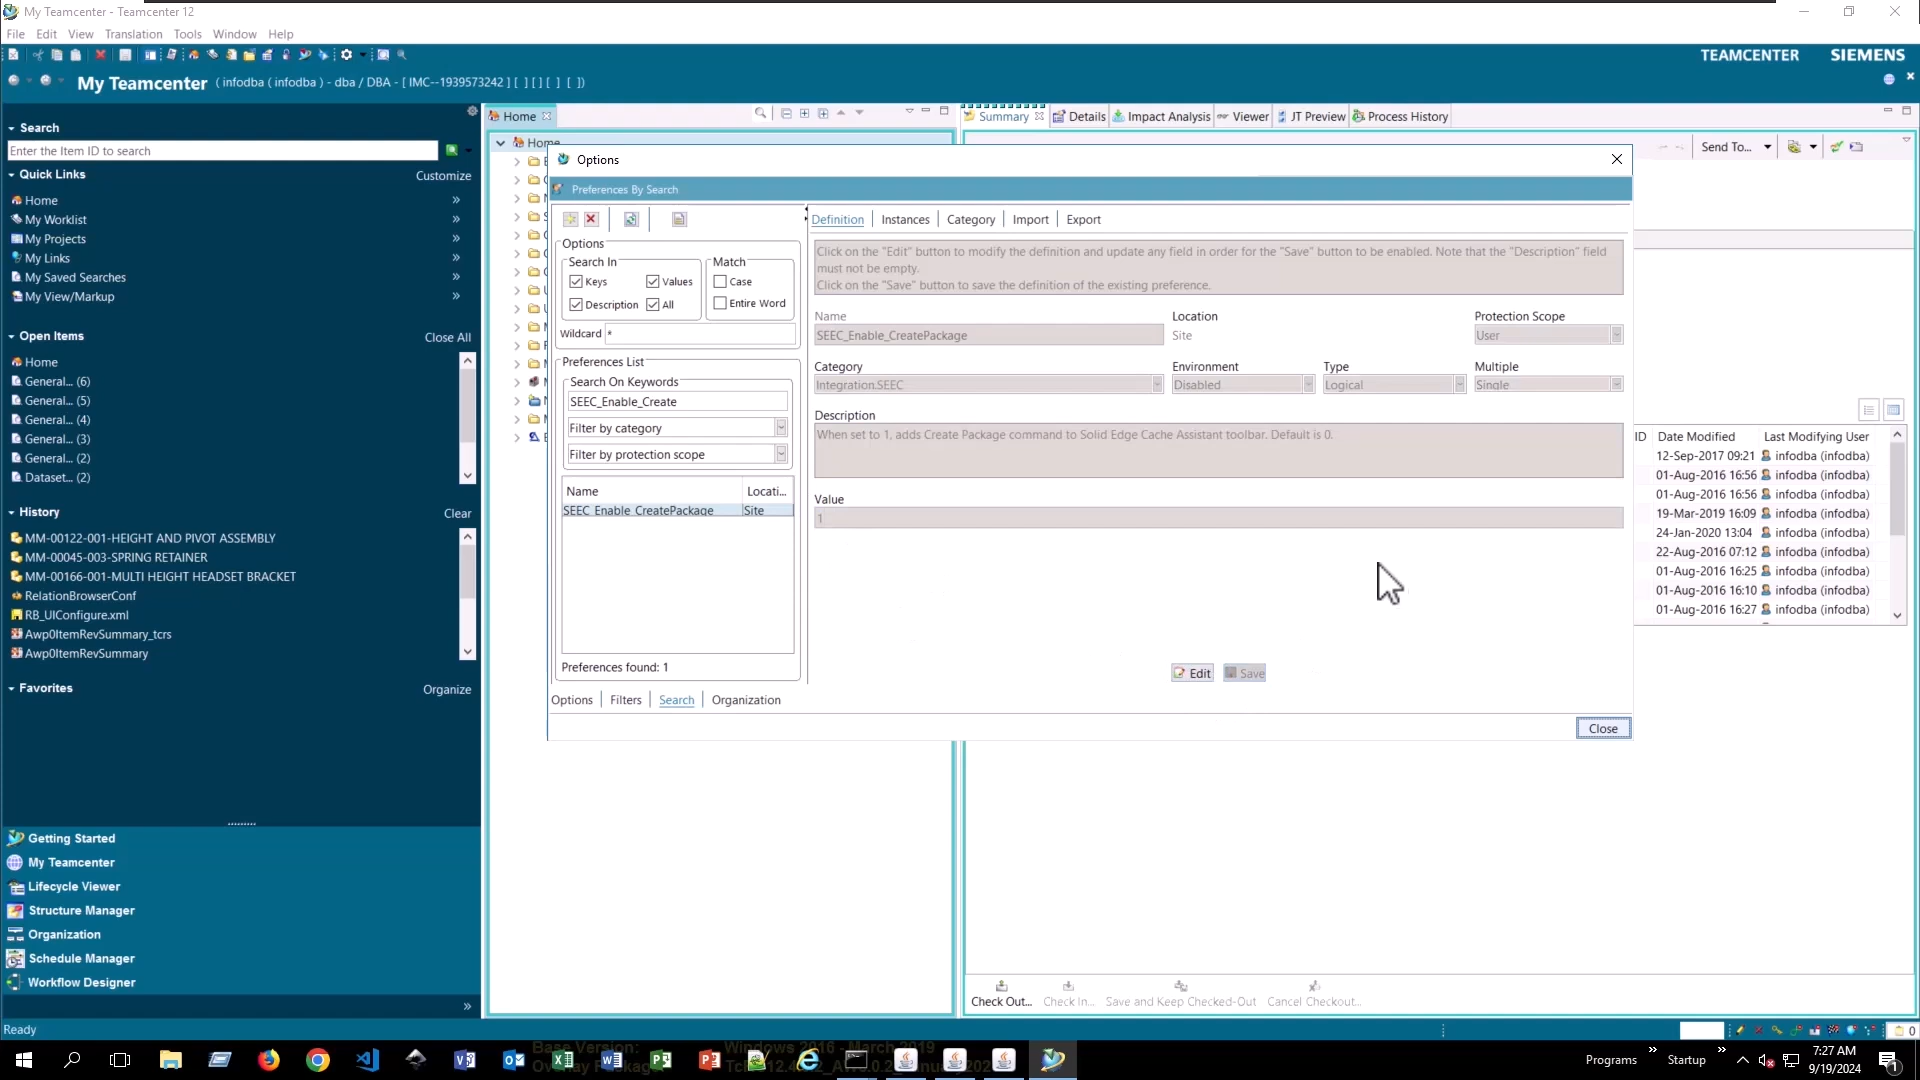 My Teamcenter - Teamcenter 12
File Edit View Translation Tools Window Help
TEAMCENTER SIEMENS
My Teamcenter ( infodba ( infodba ) - dba / DBA - [ IMC--1939573242 ] [ ] [ ] [ ] [ ])
Search
Enter the Item ID to search
Quick Links Customize
Home »
My Worklist »
My Projects »
My Links »
My Saved Searches »
My View/Markup »
Open Items Close All
Home
General... (6)
General... (5)
General... (4)
General... (3)
General... (2)
Dataset... (2)
History Clear
MM-00122-001-HEIGHT AND PIVOT ASSEMBLY
MM-00045-003-SPRING RETAINER
MM-00166-001-MULTI HEIGHT HEADSET BRACKET
RelationBrowserConf
RB_UIConfigure.xml
Awp0ItemRevSummary_tcrs
Awp0ItemRevSummary
Favorites Organize
Getting Started
My Teamcenter
Lifecycle Viewer
Structure Manager
Organization
Schedule Manager
Workflow Designer
»
Home
Home
Summary Details Impact Analysis Viewer JT Preview Process History
Send To...
Options
Preferences By Search
Options
Search In
Keys Values
Description All
Match
Case
Entire Word
Wildcard *
Preferences List
Search On Keywords
SEEC_Enable_Create
Filter by category
Filter by protection scope
Name Locati...
SEEC_Enable_CreatePackage Site
Preferences found: 1
Options Filters Search Organization
Definition Instances Category Import Export
Click on the "Edit" button to modify the definition and update any field in order for the "Save" button to be enabled. Note that the "Description" field
must not be empty.
Click on the "Save" button to save the definition of the existing preference.
Name Location Protection Scope
SEEC_Enable_CreatePackage Site User
Category Environment Type Multiple
Integration.SEEC Disabled Logical Single
Description
When set to 1, adds Create Package command to Solid Edge Cache Assistant toolbar. Default is 0.
Value
1
Edit Save
Close
ID Date Modified Last Modifying User
12-Sep-2017 09:21 infodba (infodba)
01-Aug-2016 16:56 infodba (infodba)
01-Aug-2016 16:56 infodba (infodba)
19-Mar-2019 16:09 infodba (infodba)
24-Jan-2020 13:04 infodba (infodba)
22-Aug-2016 07:12 infodba (infodba)
01-Aug-2016 16:25 infodba (infodba)
01-Aug-2016 16:10 infodba (infodba)
01-Aug-2016 16:27 infodba (infodba)
Check Out... Check In... Save and Keep Checked-Out Cancel Checkout...
Ready
0
Base Version: Windows 2016 - March 2019
Programs » Startup » 7:27 AM
9/19/2024
1